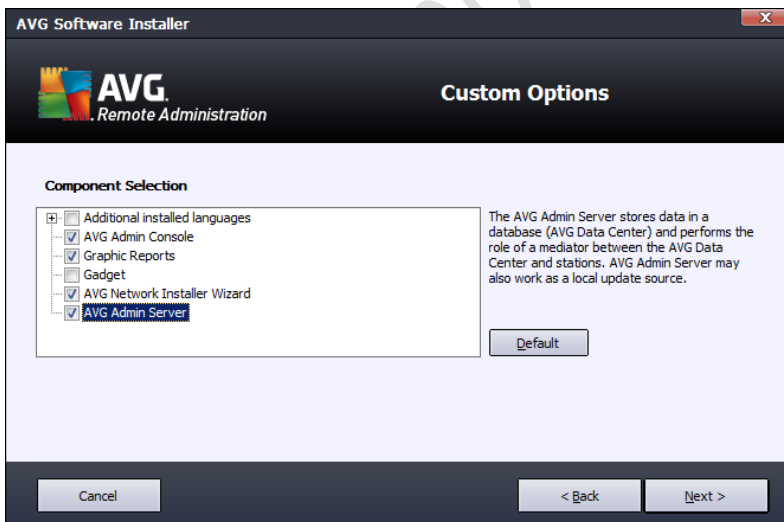 AVG Software Installer
X
AVG.
Remote Administration
Custom Options
Component Selection
Additional installed languages
AVG Admin Console
Graphic Reports
Gadget
AVG Network Installer Wizard
AVG Admin Server
The AVG Admin Server stores data in a
database (AVG Data Center) and performs the
role of a mediator between the AVG Data
Center and stations. AVG Admin Server may
also work as a local update source.
Default
Cancel
< Back
Next >